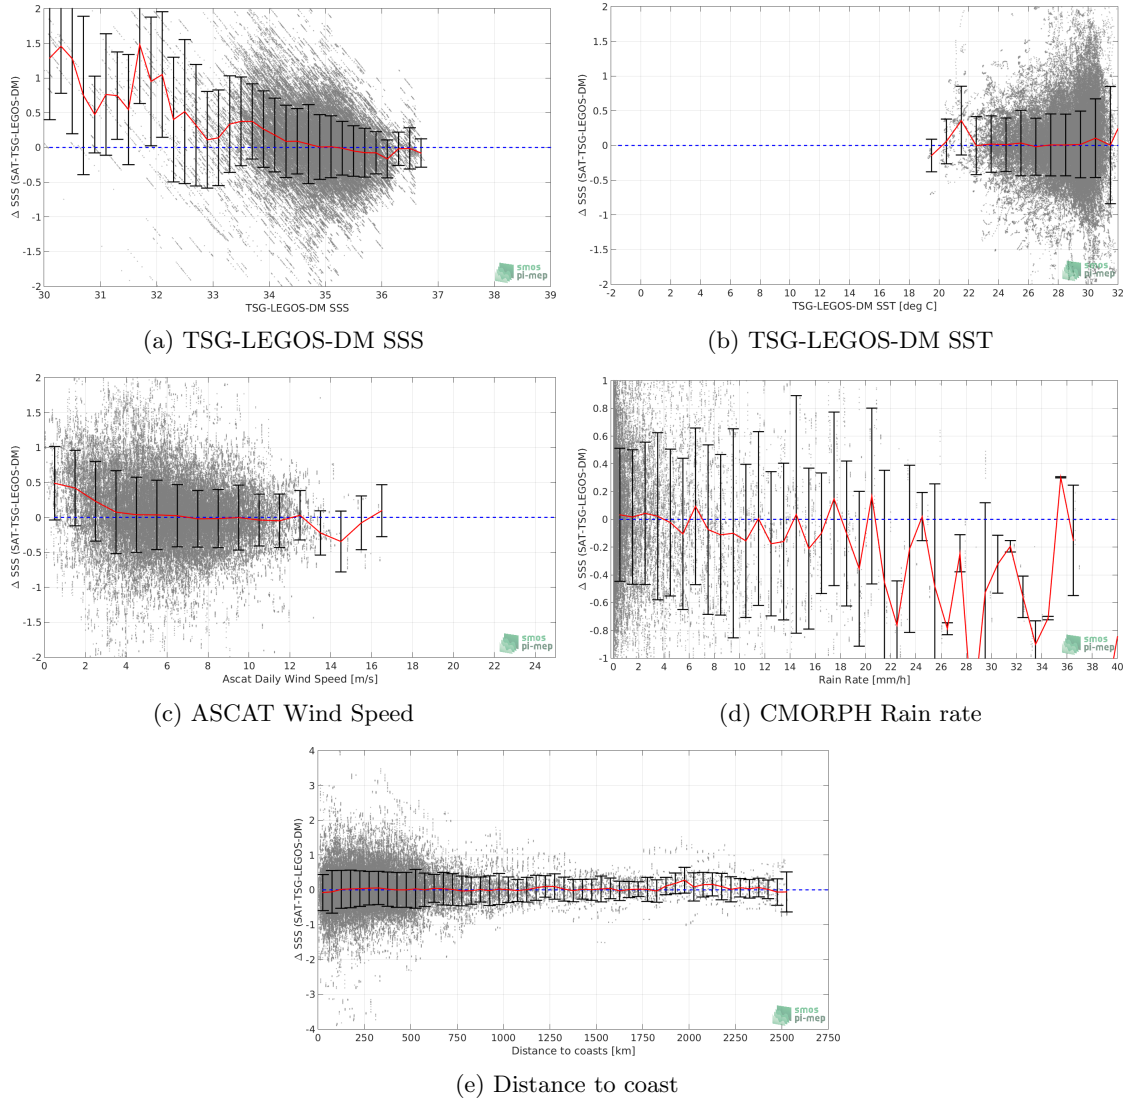 Δ SSS (SAT-TSG-LEGOS-DM)
2
1.5
1
0.5
0
-0.5
-1
-1.5
-2
30 31 32 33 34 35 36 37 38 39
TSG-LEGOS-DM SSS
smos
pi-mep
(a) TSG-LEGOS-DM SSS
Δ SSS (SAT-TSG-LEGOS-DM)
2
1.5
1
0.5
0
-0.5
-1
-1.5
-2
-2 0 2 4 6 8 10 12 14 16 18 20 22 24 26 28 30 32
TSG-LEGOS-DM SST [deg C]
smos
pi-mep
(b) TSG-LEGOS-DM SST
Δ SSS (SAT-TSG-LEGOS-DM)
2
1.5
1
0.5
0
-0.5
-1
-1.5
-2
0 2 4 6 8 10 12 14 16 18 20 22 24
Ascat Daily Wind Speed [m/s]
smos
pi-mep
(c) ASCAT Wind Speed
Δ SSS (SAT-TSG-LEGOS-DM)
1
0.8
0.6
0.4
0.2
0
-0.2
-0.4
-0.6
-0.8
-1
0 2 4 6 8 10 12 14 16 18 20 22 24 26 28 30 32 34 36 38 40
Rain Rate [mm/h]
smos
pi-mep
(d) CMORPH Rain rate
Δ SSS (SAT-TSG-LEGOS-DM)
4
3
2
1
0
-1
-2
-3
-4
0 250 500 750 1000 1250 1500 1750 2000 2250 2500 2750
Distance to coasts [km]
smos
pi-mep
(e) Distance to coast